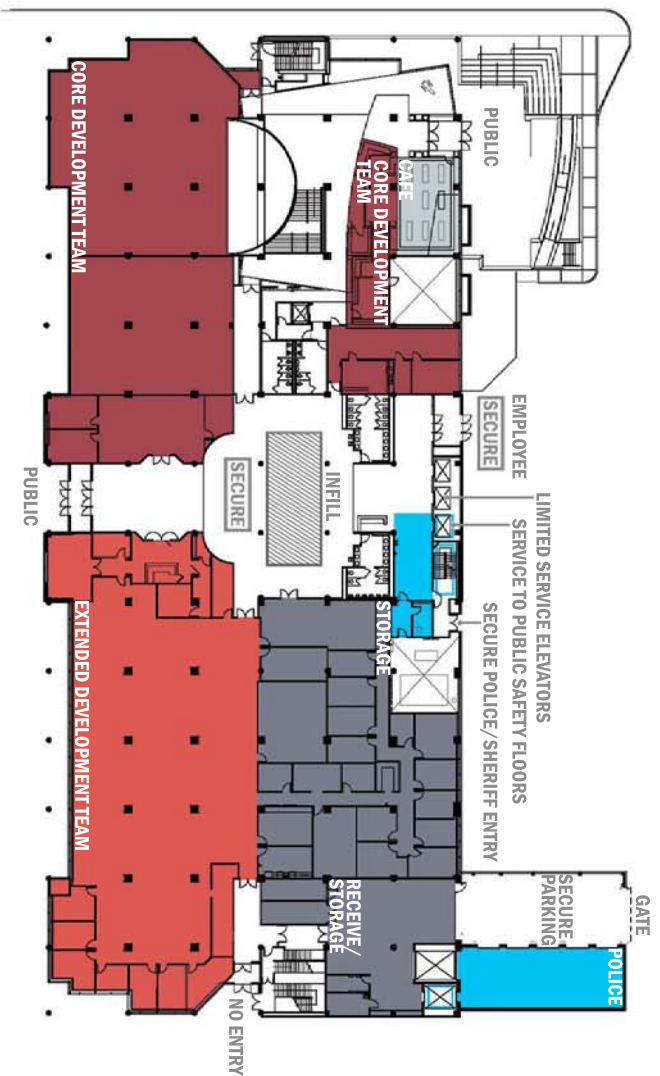 CORE DEVELOPMENT TEAM
CAFE
CORE DEVELOPMENT
TEAM
PUBLIC
EMPLOYEE
SECURE
LIMITED SERVICE ELEVATORS
SERVICE TO PUBLIC SAFETY FLOORS
SECURE POLICE/SHERIFF ENTRY
INFILL
SECURE
PUBLIC
STORAGE
EXTENDED DEVELOPMENT TEAM
RECEIVE/
STORAGE
SECURE
PARKING
GATE
POLICE
NO ENTRY